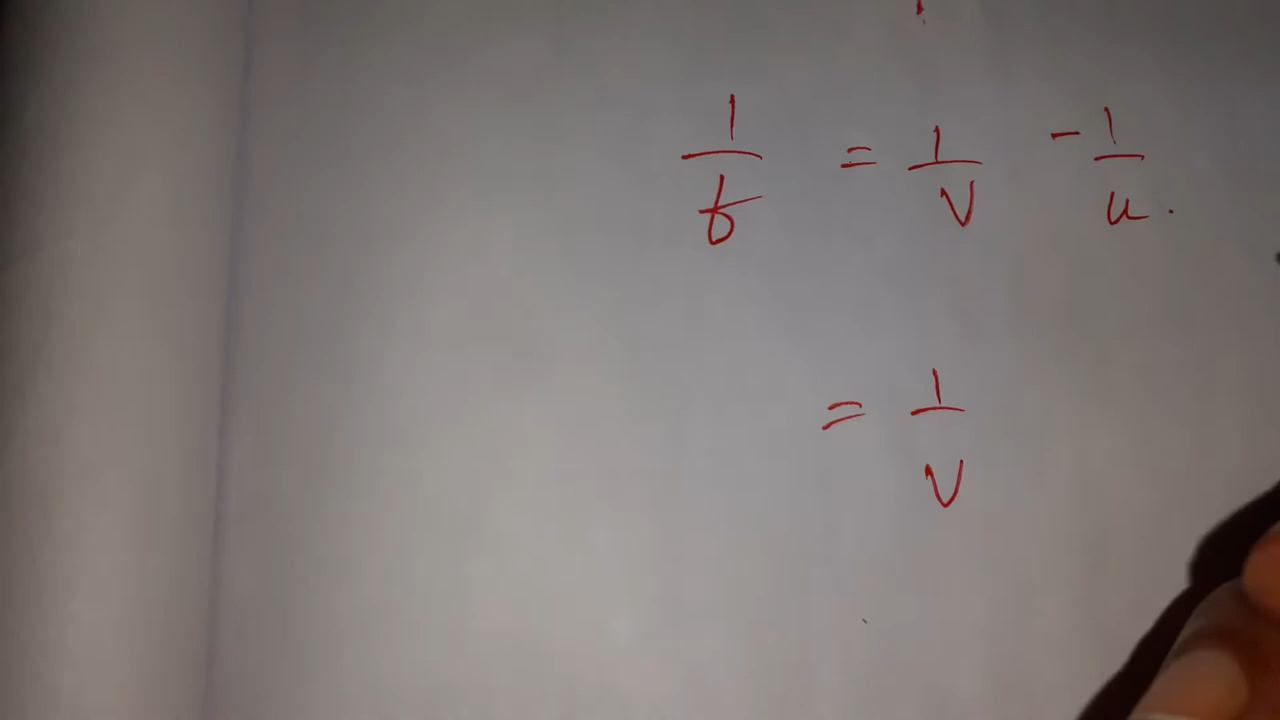 1/f = 1/V - 1/u.
= 1/V